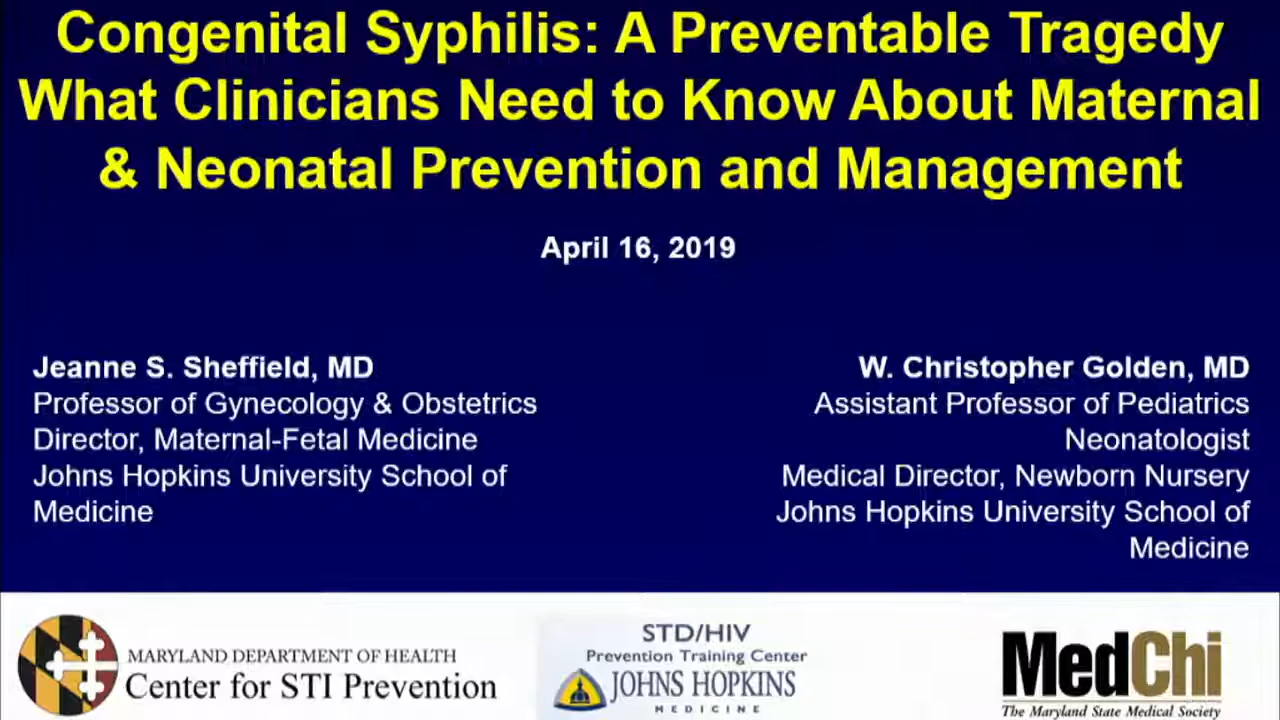 Congenital Syphilis: A Preventable Tragedy
What Clinicians Need to Know About Maternal
& Neonatal Prevention and Management
April 16, 2019
Jeanne S. Sheffield, MD
Professor of Gynecology & Obstetrics
Director, Maternal-Fetal Medicine
Johns Hopkins University School of
Medicine
W. Christopher Golden, MD
Assistant Professor of Pediatrics
Neonatologist
Medical Director, Newborn Nursery
Johns Hopkins University School of
Medicine
MARYLAND DEPARTMENT OF HEALTH
Center for STI Prevention
STD/HIV
Prevention Training Center
JOHNS HOPKINS
MEDICINE
MedChi
The Maryland State Medical Society